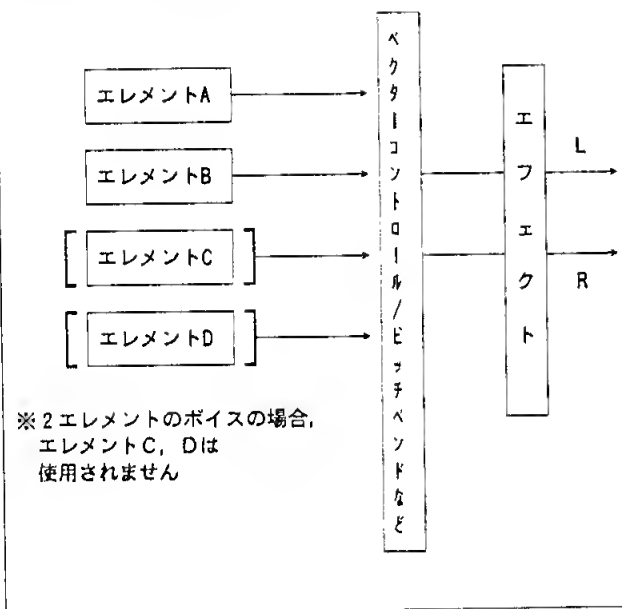 エレメントA
エレメントB
[エレメントC]
[エレメントD]
ベクターコントロール/ピッチベンドなど
エフェクト
L
R
※2エレメントのボイスの場合,
エレメントC, Dは
使用されません